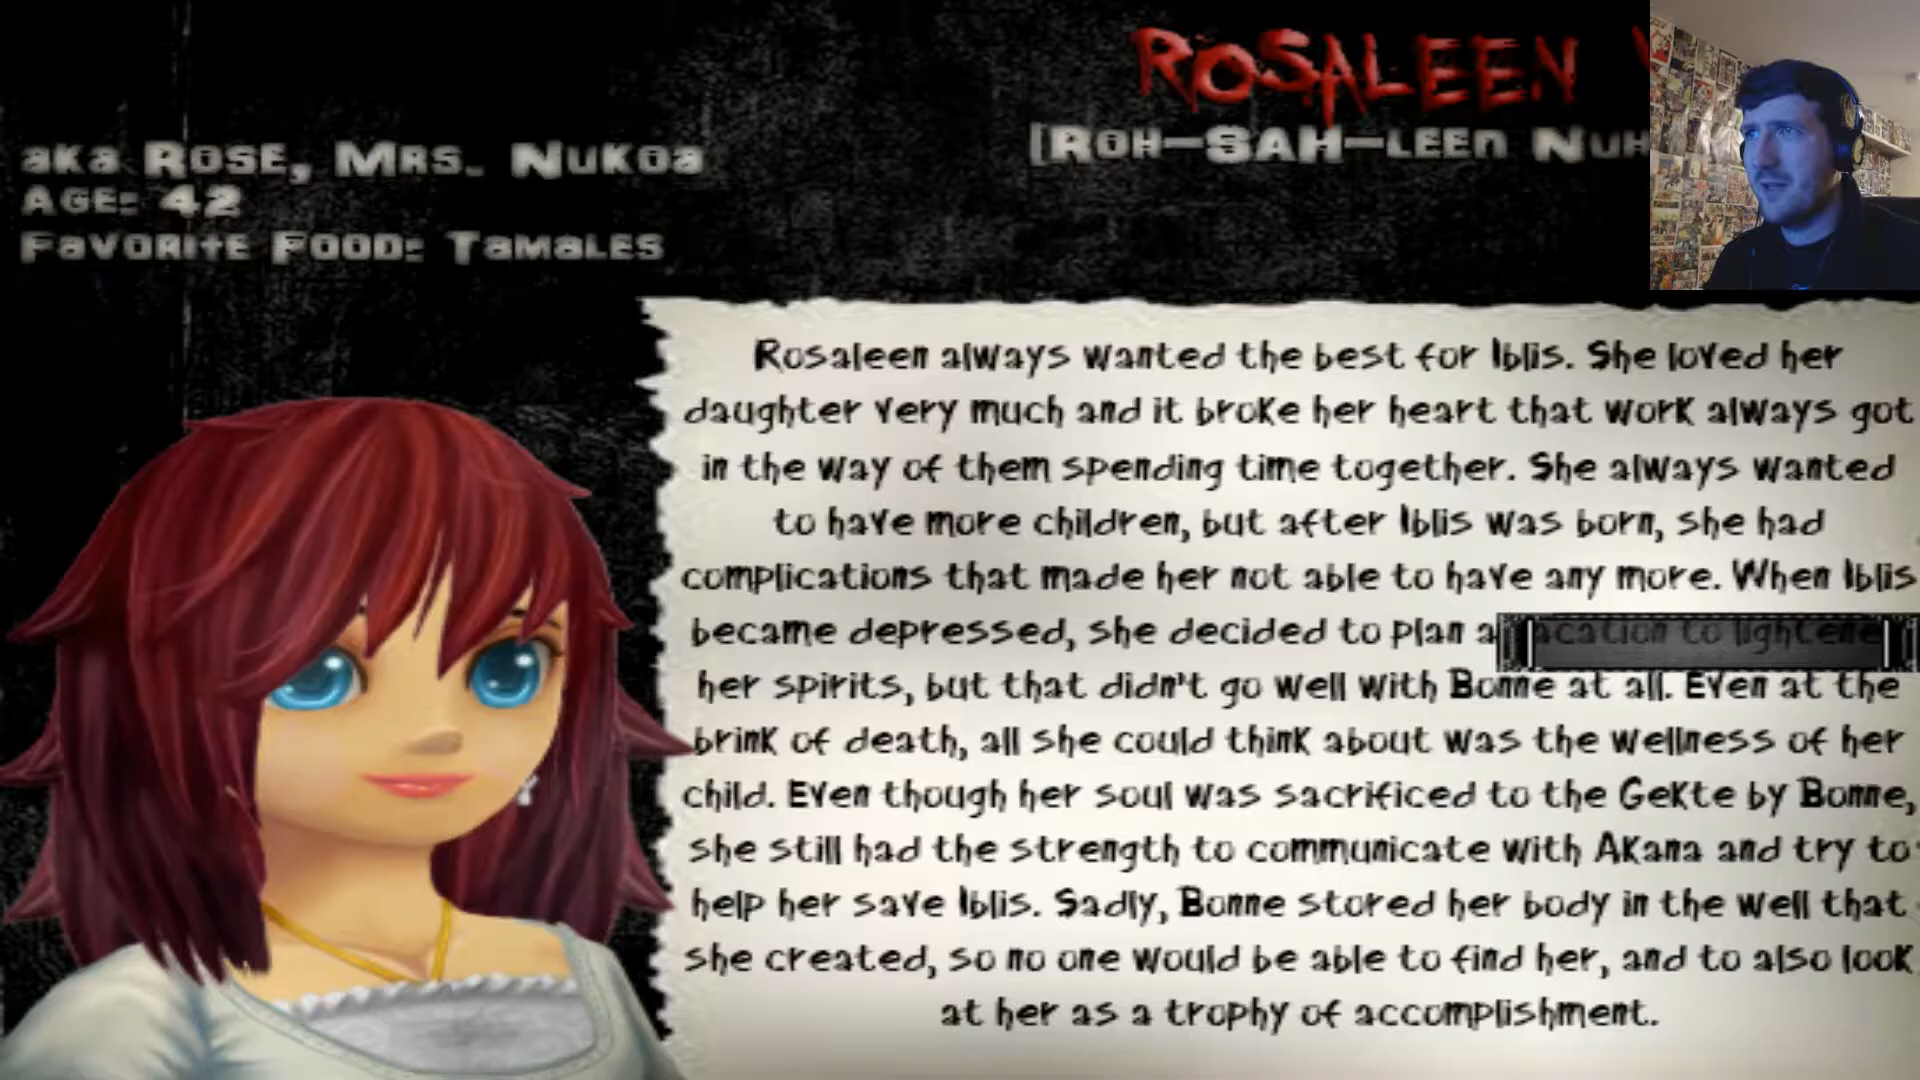 ROSALEEN
aka Rose, Mrs. Nukoa
[Roh-SAH-leen Nuh
Age: 42
Favorite Food: Tamales
Rosaleen always wanted the best for Iblis. She loved her
daughter very much and it broke her heart that work always got
in the way of them spending time together. She always wanted
to have more children, but after Iblis was born, she had
complications that made her not able to have any more. When Iblis
became depressed, she decided to plan a vacation to lightene
her spirits, but that didn't go well with Bonne at all. Even at the
brink of death, all she could think about was the wellness of her
child. Even though her soul was sacrificed to the Gekte by Bonne,
she still had the strength to communicate with Akana and try to
help her save Iblis. Sadly, Bonne stored her body in the well that
she created, so no one would be able to find her, and to also look
at her as a trophy of accomplishment.